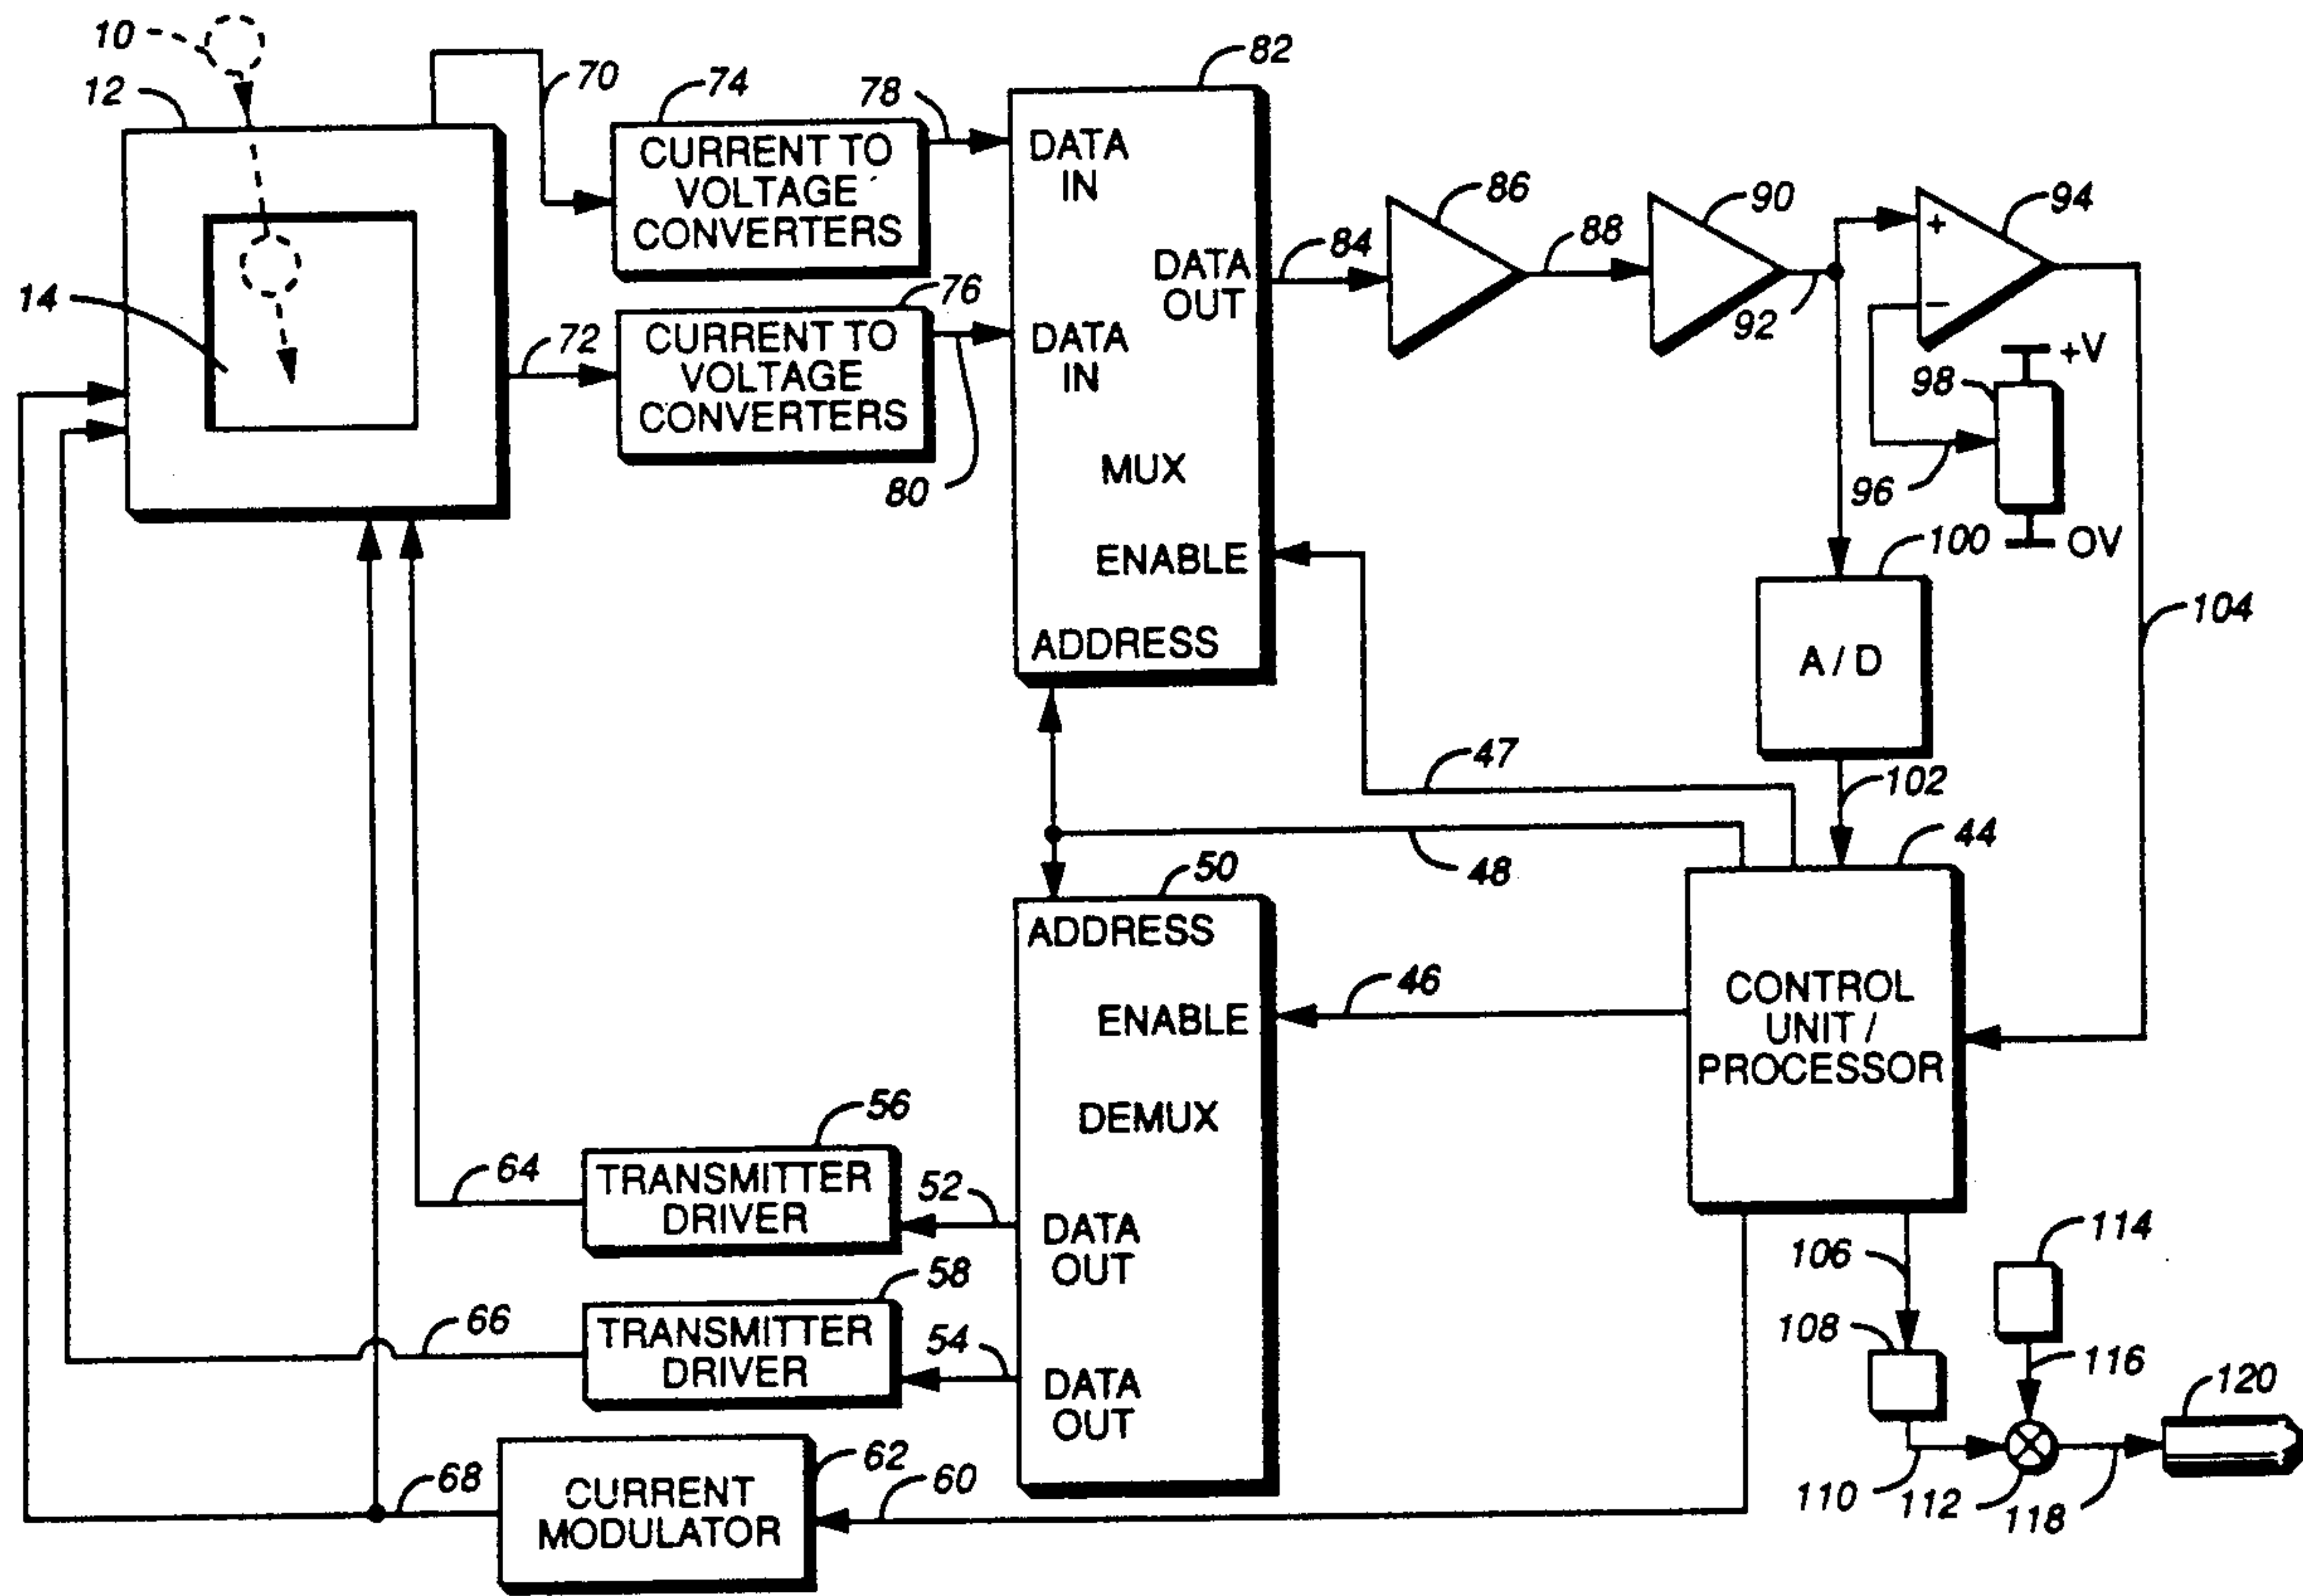 10
12
14
70
74
CURRENT TO
VOLTAGE
CONVERTERS
78
82
DATA
IN
76
CURRENT TO
VOLTAGE
CONVERTERS
72
80
DATA
IN
DATA
OUT
MUX
ENABLE
ADDRESS
84
86
88
90
92
94
+
−
+V
98
96
OV
100
A / D
104
102
47
48
44
CONTROL
UNIT /
PROCESSOR
50
ADDRESS
ENABLE
46
DEMUX
DATA
OUT
DATA
OUT
52
54
56
TRANSMITTER
DRIVER
64
58
TRANSMITTER
DRIVER
66
62
CURRENT
MODULATOR
68
60
106
108
114
116
110
112
118
120